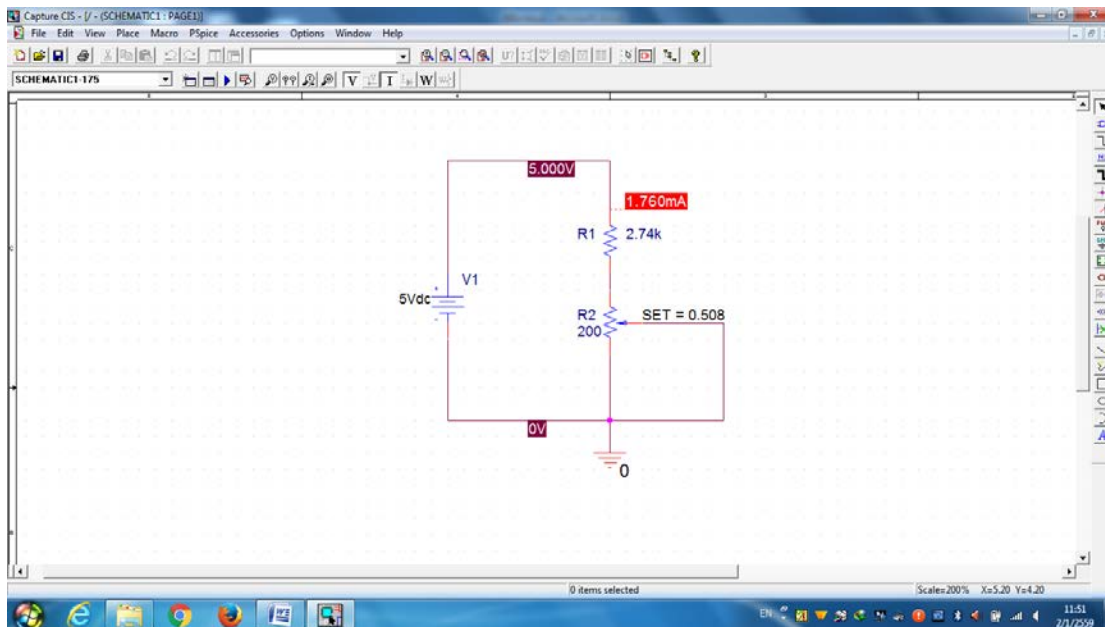 Capture CIS - [/ - (SCHEMATIC1 : PAGE1)]
File Edit View Place Macro PSpice Accessories Options Window Help
SCHEMATIC1-175
V I W
5.000V
1.760mA
R1 2.74k
V1
5Vdc
R2 SET = 0.508
200
0V
0
0 items selected Scale=200% X=5.20 Y=4.20
EN 11:51
2/1/2559